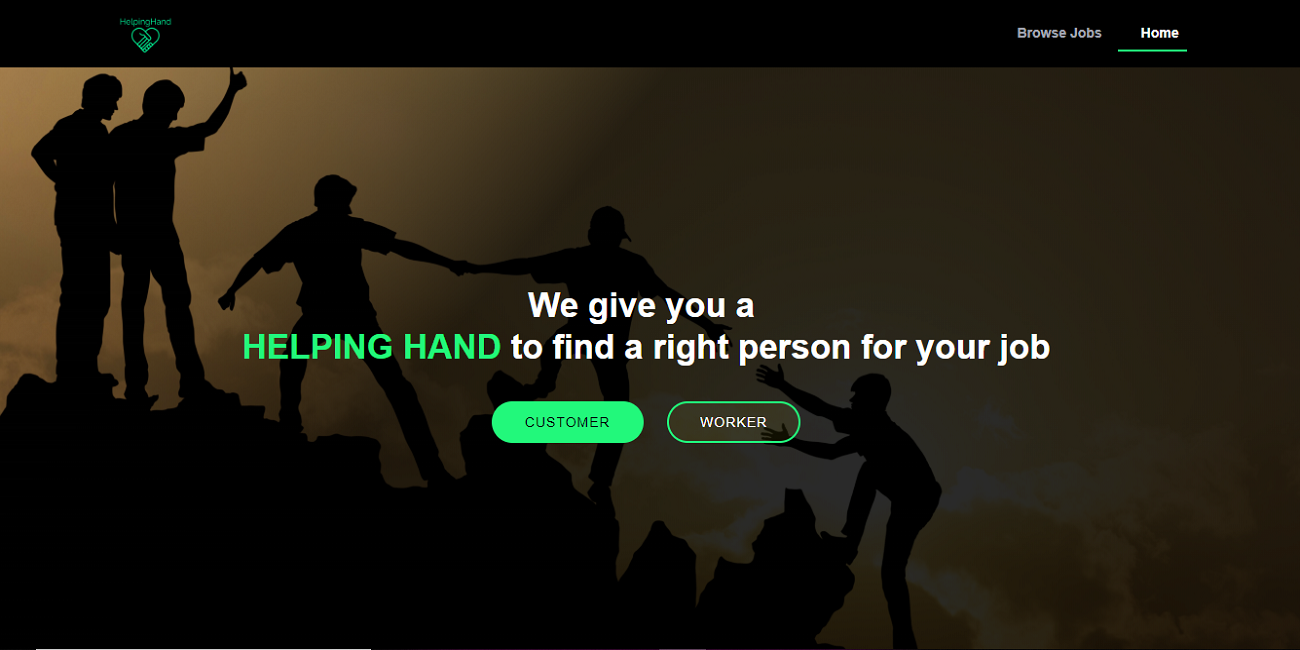 HelpingHand
Browse Jobs
Home
We give you a
HELPING HAND to find a right person for your job
CUSTOMER
WORKER